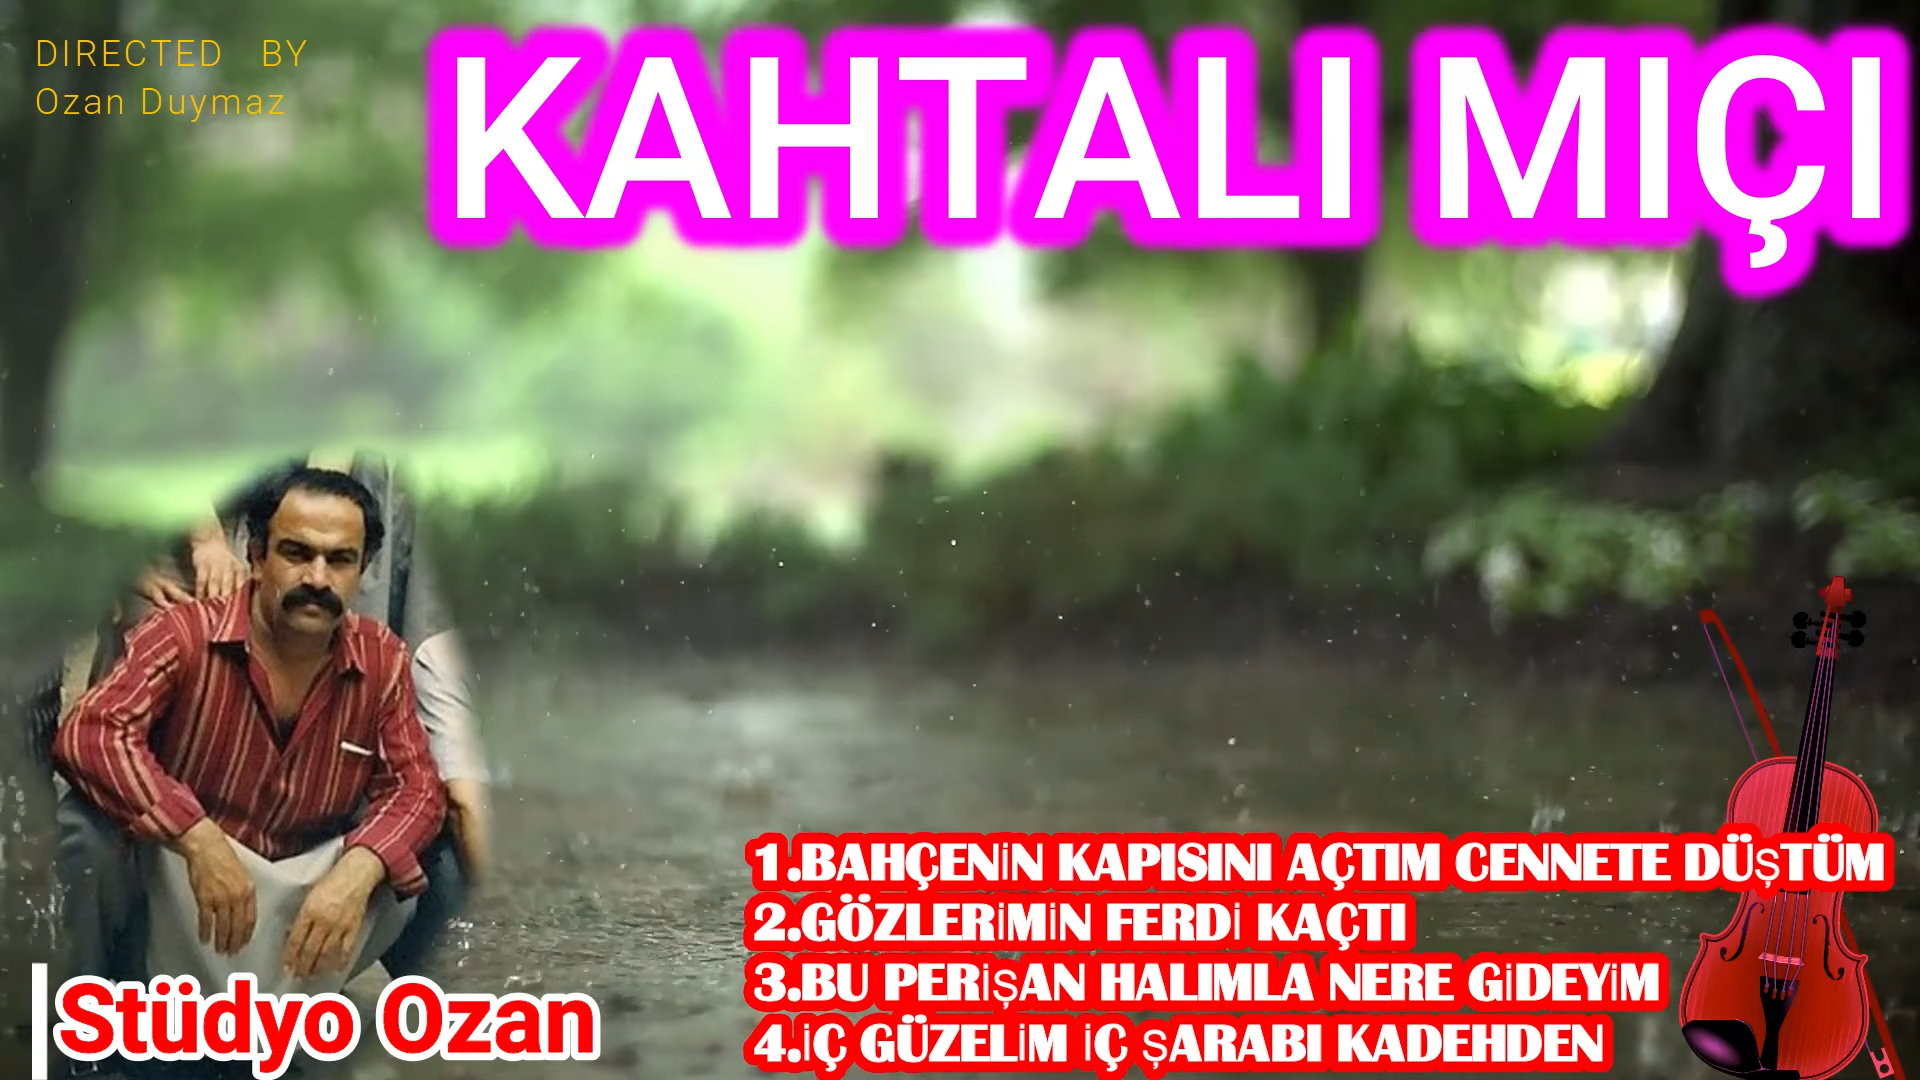 DIRECTED BY
Ozan Duymaz
KAHTALI MIÇI
1.BAHÇENİN KAPISINI AÇTIM CENNETE DÜŞTÜM
2.GÖZLERİMİN FERDİ KAÇTI
3.BU PERİŞAN HALIMLA NERE GİDEYİM
4.İÇ GÜZELİM İÇ ŞARABI KADEHDEN
Stüdyo Ozan